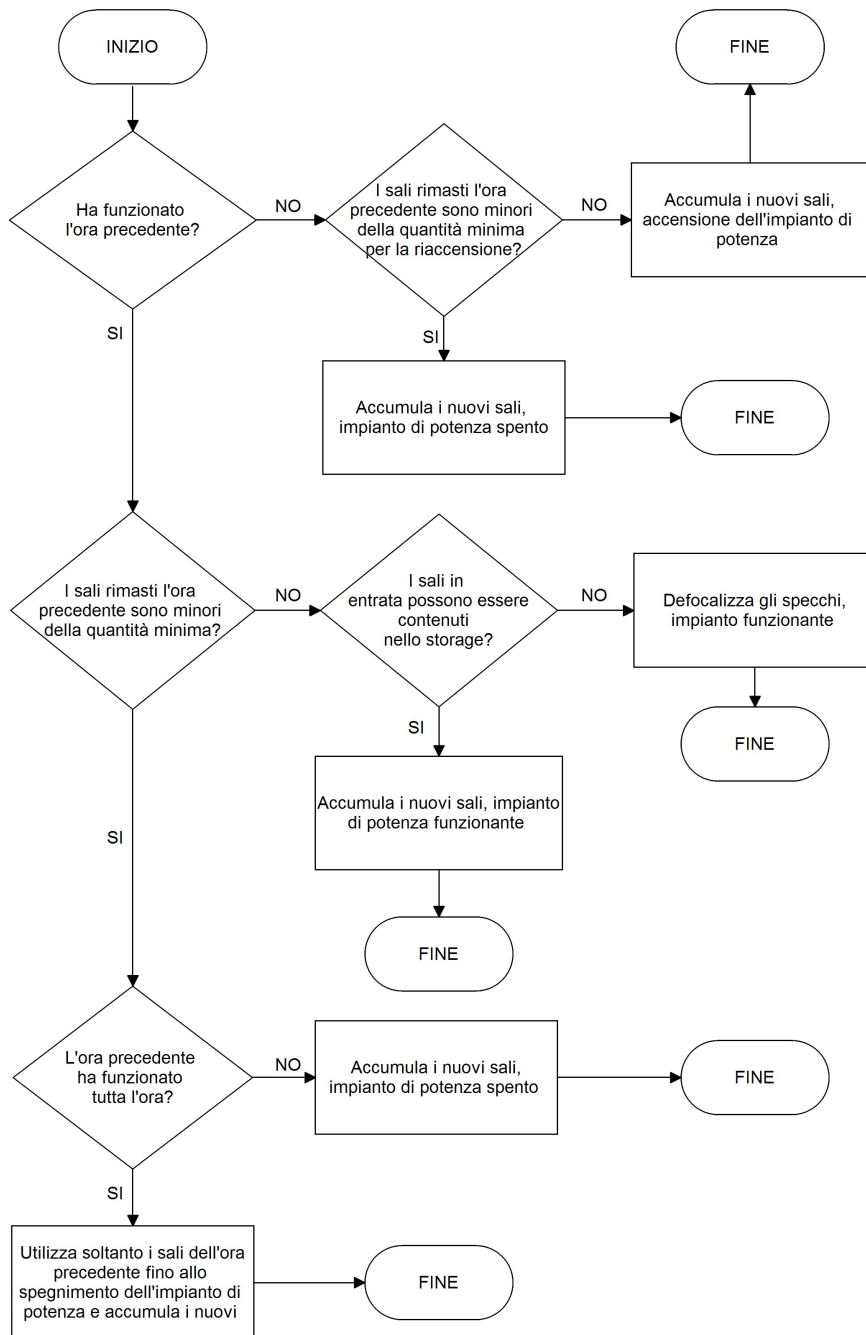 INIZIO
FINE
Ha funzionato
l'ora precedente?
NO
I sali rimasti l'ora
precedente sono minori
della quantità minima
per la riaccensione?
NO
Accumula i nuovi sali,
accensione dell'impianto di
potenza
SI
SI
Accumula i nuovi sali,
impianto di potenza spento
FINE
I sali rimasti l'ora
precedente sono minori
della quantità minima?
NO
I sali in
entrata possono essere
contenuti
nello storage?
NO
Defocalizza gli specchi,
impianto funzionante
SI
FINE
Accumula i nuovi sali, impianto
di potenza funzionante
SI
FINE
L'ora precedente
ha funzionato
tutta l'ora?
NO
Accumula i nuovi sali,
impianto di potenza spento
FINE
SI
Utilizza soltanto i sali dell'ora
precedente fino allo
spegnimento dell'impianto di
potenza e accumula i nuovi
FINE